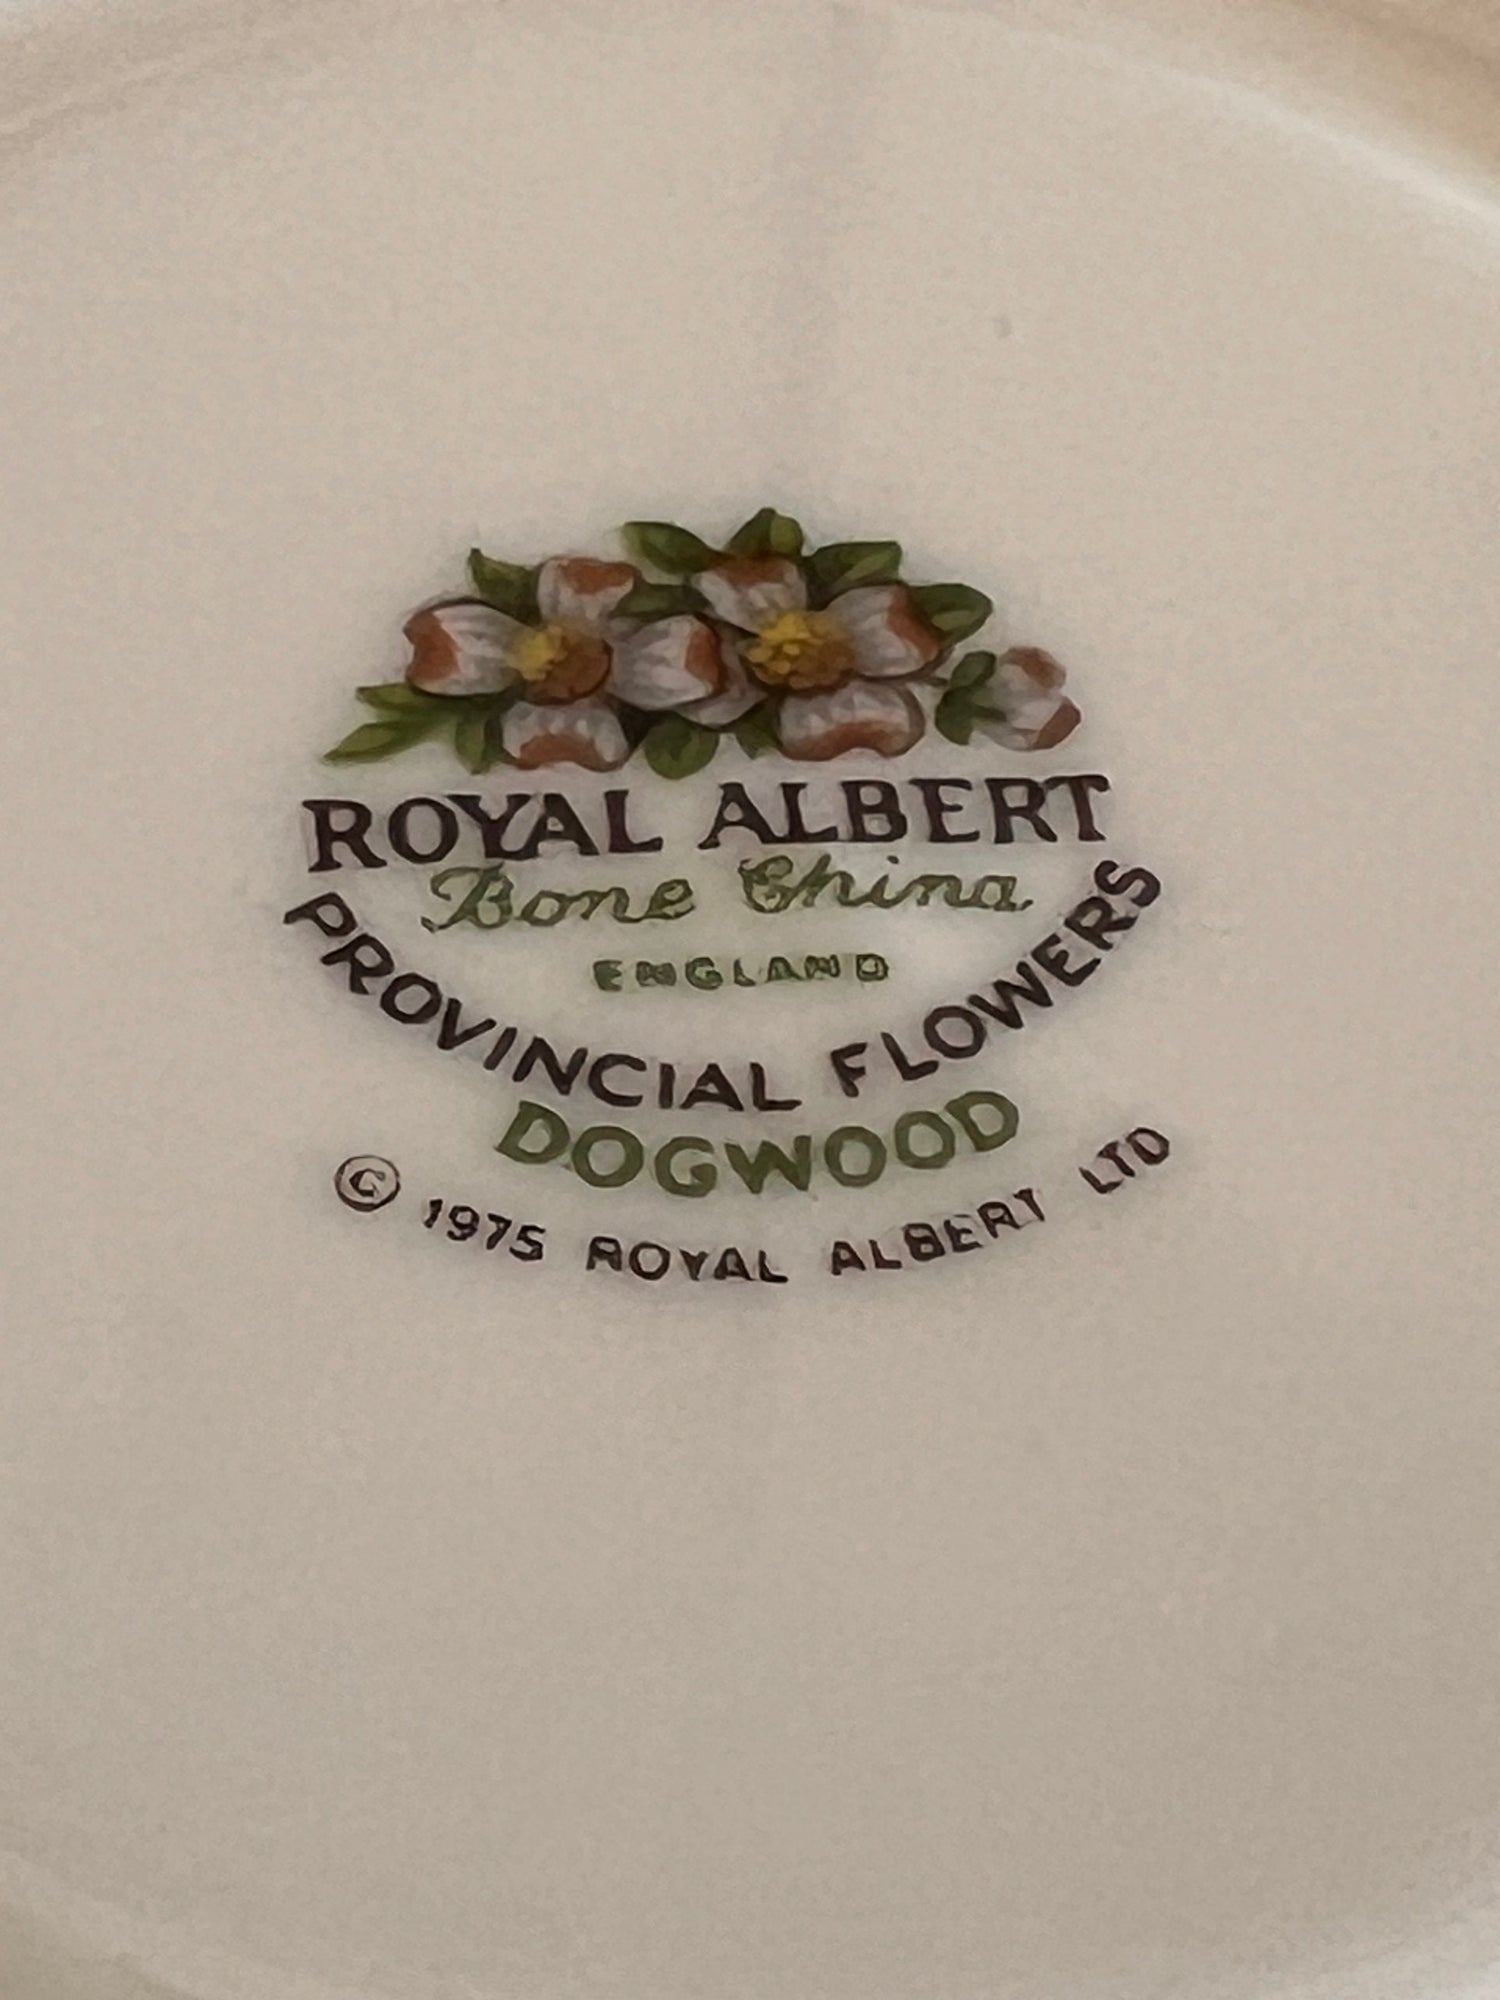 ROYAL ALBERT
Bone China
ENGLAND
PROVINCIAL FLOWERS
DOGWOOD
© 1975 ROYAL ALBERT LTD